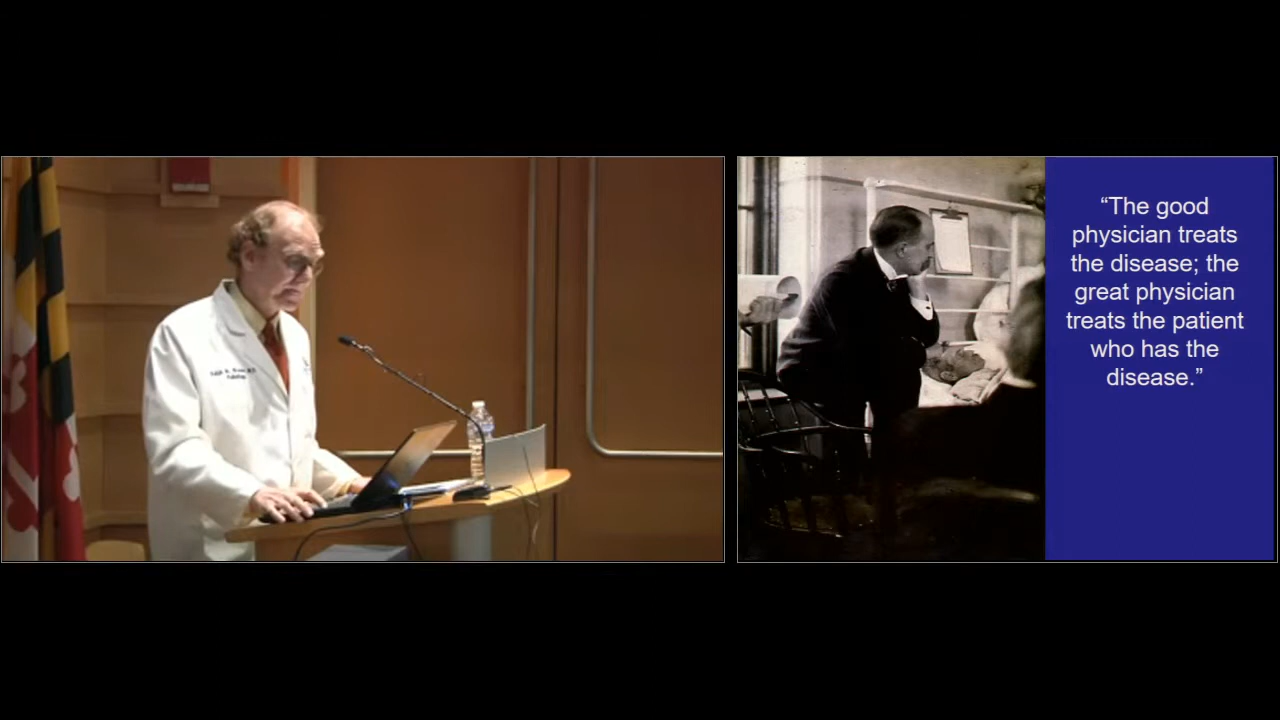 “The good
physician treats
the disease; the
great physician
treats the patient
who has the
disease.”